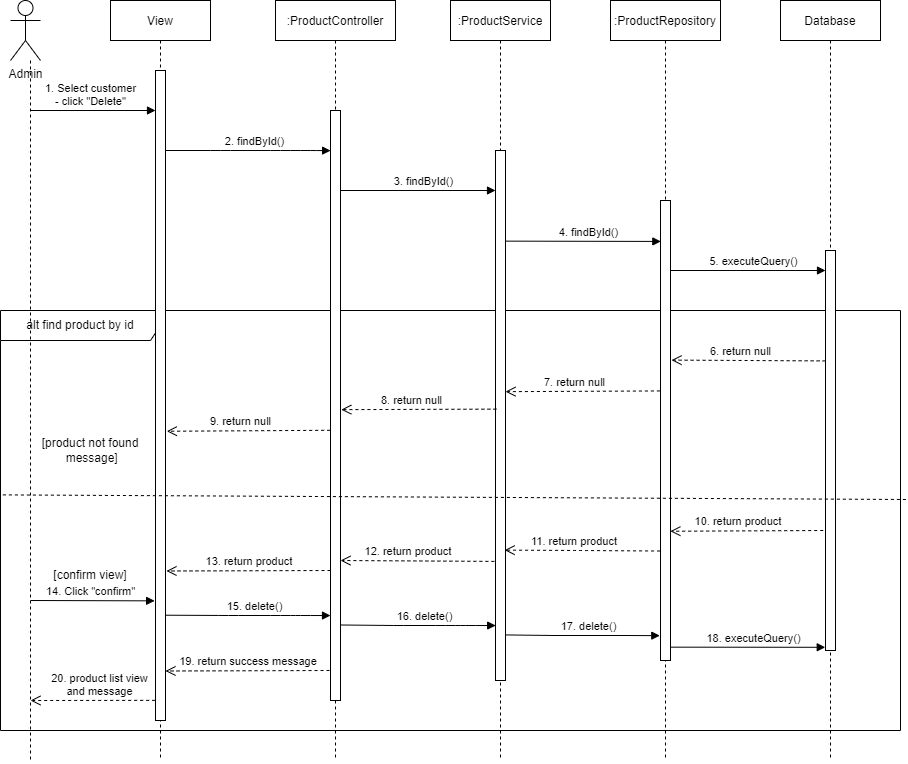 View
:ProductController
:ProductService
:ProductRepository
Database
Admin
1. Select customer
- click "Delete"
2. findById()
3. findById()
4. findById()
5. executeQuery()
alt find product by id
6. return null
7. return null
8. return null
9. return null
[product not found
message]
10. return product
11. return product
12. return product
13. return product
[confirm view]
14. Click "confirm"
15. delete()
16. delete()
17. delete()
18. executeQuery()
19. return success message
20. product list view
and message